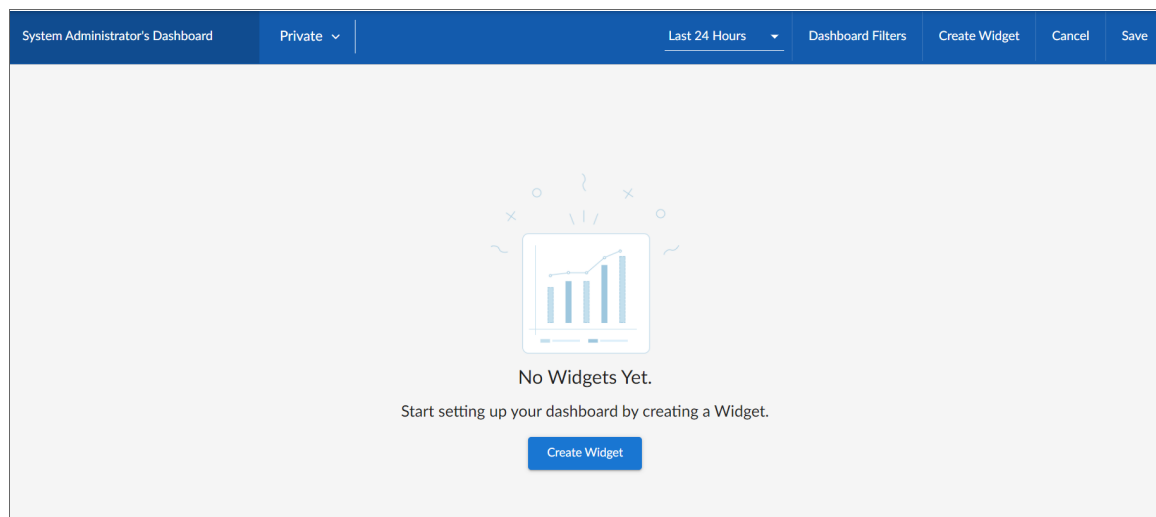 System Administrator's Dashboard Private Last 24 Hours Dashboard Filters Create Widget Cancel Save
No Widgets Yet.
Start setting up your dashboard by creating a Widget.
Create Widget